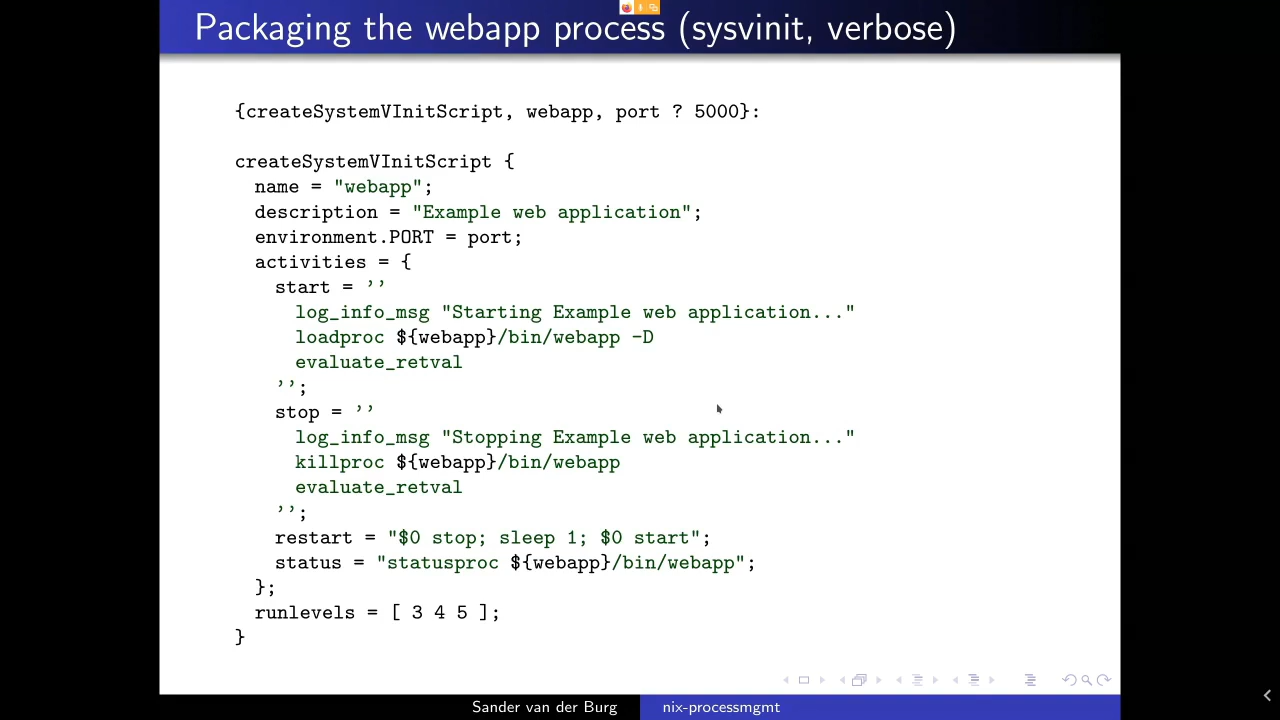 Packaging the webapp process (sysvinit, verbose)
{createSystemVInitScript, webapp, port ? 5000}:
createSystemVInitScript {
name = "webapp";
description = "Example web application";
environment.PORT = port;
activities = {
start = ''
log_info_msg "Starting Example web application..."
loadproc ${webapp}/bin/webapp -D
evaluate_retval
'';
stop = ''
log_info_msg "Stopping Example web application..."
killproc ${webapp}/bin/webapp
evaluate_retval
'';
restart = "$0 stop; sleep 1; $0 start";
status = "statusproc ${webapp}/bin/webapp";
};
runlevels = [ 3 4 5 ];
}
Sander van der Burg nix-processmgmt